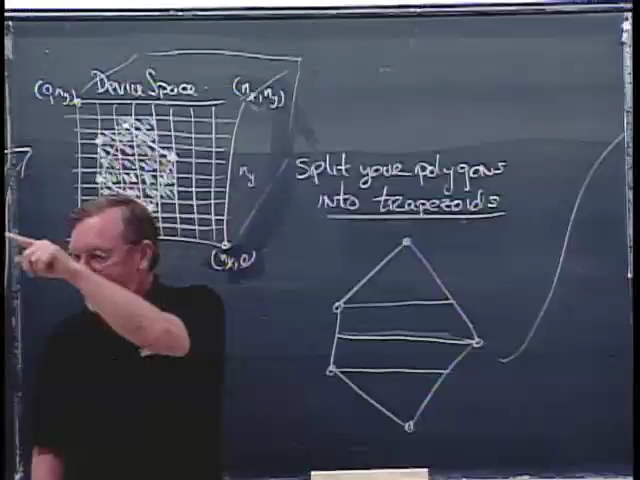 Device Space
(0,ny)
(nx,ny)
ny
(nx,0)
Split your polygons
into trapezoids